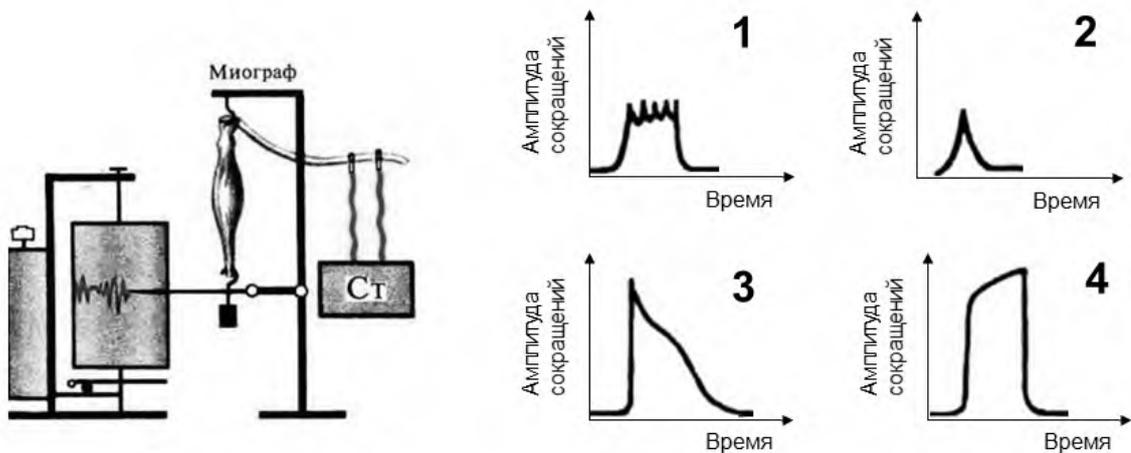 Миограф
Ст
1
Амплитуда
сокращений
Время
2
Амплитуда
сокращений
Время
3
Амплитуда
сокращений
Время
4
Амплитуда
сокращений
Время